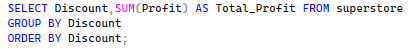 SELECT Discount,SUM(Profit) AS Total_Profit FROM superstore
GROUP BY Discount
ORDER BY Discount;